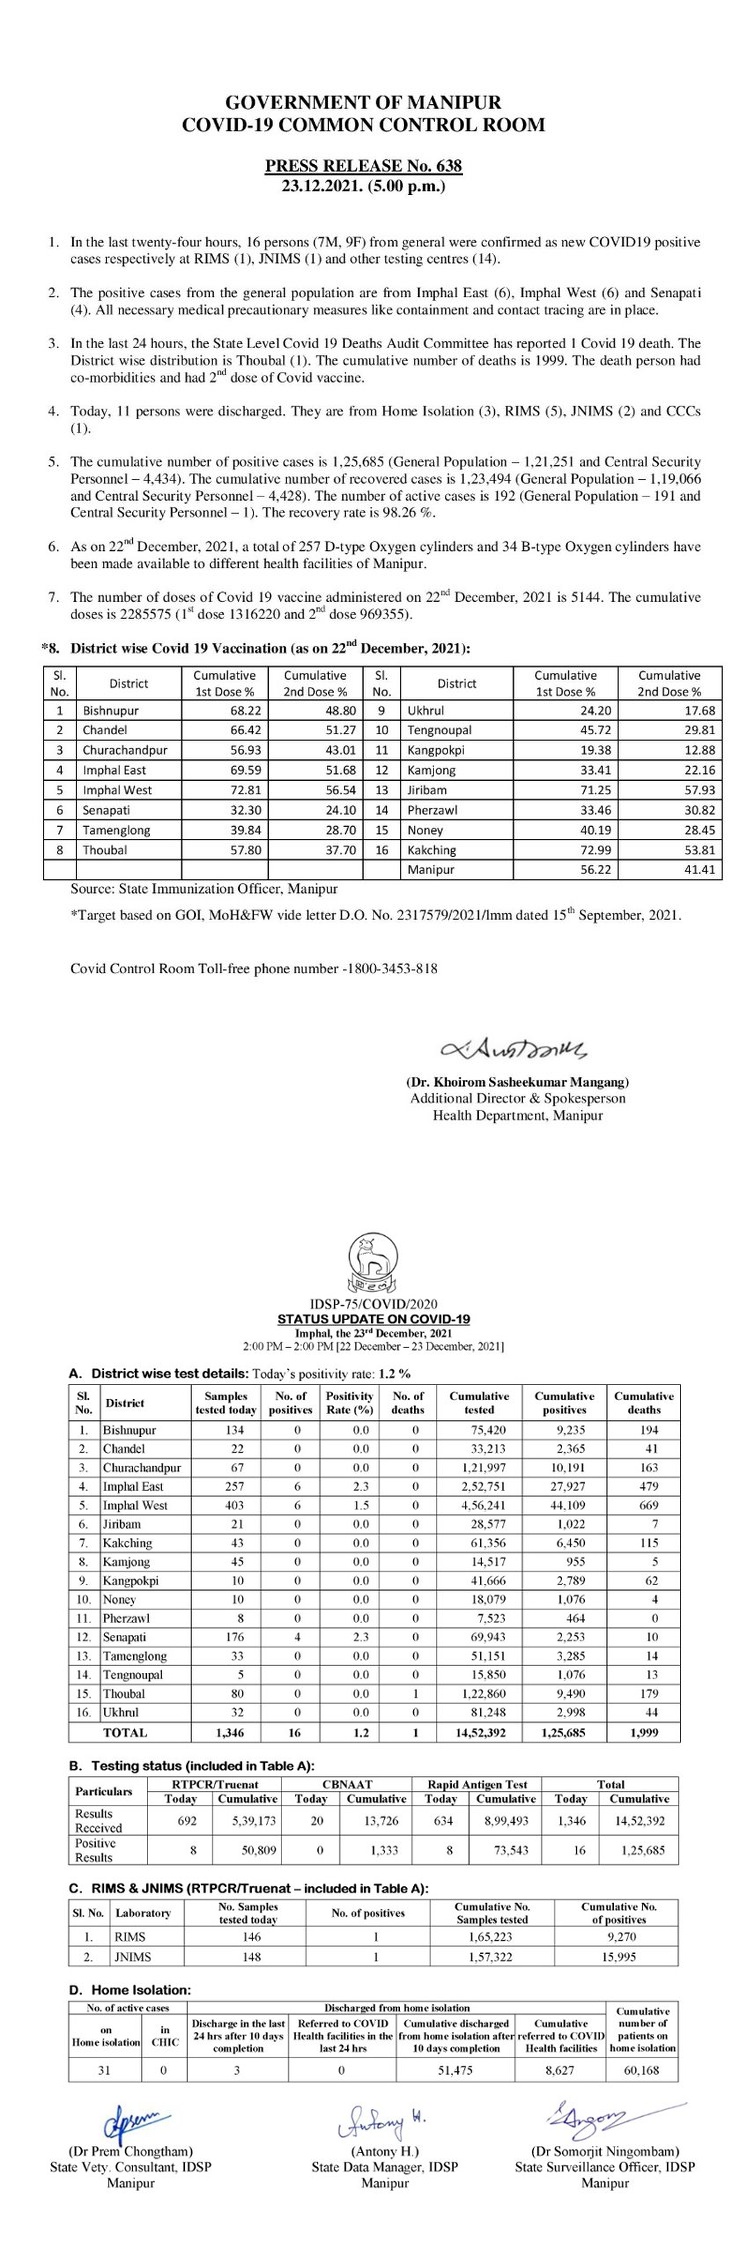 GOVERNMENT OF MANIPUR
COVID-19 COMMON CONTROL ROOM
PRESS RELEASE No. 638
23.12.2021. (5.00 p.m.)
1. In the last twenty-four hours, 16 persons (7M, 9F) from general were confirmed as new COVID19 positive
cases respectively at RIMS (1), JNIMS (1) and other testing centres (14).
2. The positive cases from the general population are from Imphal East (6), Imphal West (6) and Senapati
(4). All necessary medical precautionary measures like containment and contact tracing are in place.
3. In the last 24 hours, the State Level Covid 19 Deaths Audit Committee has reported 1 Covid 19 death. The
District wise distribution is Thoubal (1). The cumulative number of deaths is 1999. The death person had
co-morbidities and had 2nd dose of Covid vaccine.
4. Today, 11 persons were discharged. They are from Home Isolation (3), RIMS (5), JNIMS (2) and CCCs
(1).
5. The cumulative number of positive cases is 1,25,685 (General Population – 1,21,251 and Central Security
Personnel – 4,434). The cumulative number of recovered cases is 1,23,494 (General Population – 1,19,066
and Central Security Personnel – 4,428). The number of active cases is 192 (General Population – 191 and
Central Security Personnel – 1). The recovery rate is 98.26 %.
6. As on 22nd December, 2021, a total of 257 D-type Oxygen cylinders and 34 B-type Oxygen cylinders have
been made available to different health facilities of Manipur.
7. The number of doses of Covid 19 vaccine administered on 22nd December, 2021 is 5144. The cumulative
doses is 2285575 (1st dose 1316220 and 2nd dose 969355).
*8. District wise Covid 19 Vaccination (as on 22nd December, 2021):
Sl. No. District Cumulative 1st Dose % Cumulative 2nd Dose % Sl. No. District Cumulative 1st Dose % Cumulative 2nd Dose %
1 Bishnupur 68.22 48.80 9 Ukhrul 24.20 17.68
2 Chandel 66.42 51.27 10 Tengnoupal 45.72 29.81
3 Churachandpur 56.93 43.01 11 Kangpokpi 19.38 12.88
4 Imphal East 69.59 51.68 12 Kamjong 33.41 22.16
5 Imphal West 72.81 56.54 13 Jiribam 71.25 57.93
6 Senapati 32.30 24.10 14 Pherzawl 33.46 30.82
7 Tamenglong 39.84 28.70 15 Noney 40.19 28.45
8 Thoubal 57.80 37.70 16 Kakching 72.99 53.81
Manipur 56.22 41.41
Source: State Immunization Officer, Manipur
*Target based on GOI, MoH&FW vide letter D.O. No. 2317579/2021/Imm dated 15th September, 2021.
Covid Control Room Toll-free phone number -1800-3453-818
(Dr. Khoirom Sasheekumar Mangang)
Additional Director & Spokesperson
Health Department, Manipur
IDSP-75/COVID/2020
STATUS UPDATE ON COVID-19
Imphal, the 23rd December, 2021
2:00 PM – 2:00 PM [22 December – 23 December, 2021]
A. District wise test details: Today's positivity rate: 1.2 %
Sl. No. District Samples tested today No. of positives Positivity Rate (%) No. of deaths Cumulative tested Cumulative positives Cumulative deaths
1. Bishnupur 134 0 0.0 0 75,420 9,235 194
2. Chandel 22 0 0.0 0 33,213 2,365 41
3. Churachandpur 67 0 0.0 0 1,21,997 10,191 163
4. Imphal East 257 6 2.3 0 2,52,751 27,927 479
5. Imphal West 403 6 1.5 0 4,56,241 44,109 669
6. Jiribam 21 0 0.0 0 28,577 1,022 7
7. Kakching 43 0 0.0 0 61,356 6,450 115
8. Kamjong 45 0 0.0 0 14,517 955 5
9. Kangpokpi 10 0 0.0 0 41,666 2,789 62
10. Noney 10 0 0.0 0 18,079 1,076 4
11. Pherzawl 8 0 0.0 0 7,523 464 0
12. Senapati 176 4 2.3 0 69,943 2,253 10
13. Tamenglong 33 0 0.0 0 51,151 3,285 14
14. Tengnoupal 5 0 0.0 0 15,850 1,076 13
15. Thoubal 80 0 0.0 1 1,22,860 9,490 179
16. Ukhrul 32 0 0.0 0 81,248 2,998 44
TOTAL 1,346 16 1.2 1 14,52,392 1,25,685 1,999
B. Testing status (included in Table A):
Particulars RTPCR/Truenat CBNAAT Rapid Antigen Test Total
Today Cumulative Today Cumulative Today Cumulative Today Cumulative
Results Received 692 5,39,173 20 13,726 634 8,99,493 1,346 14,52,392
Positive Results 8 50,809 0 1,333 8 73,543 16 1,25,685
C. RIMS & JNIMS (RTPCR/Truenat – included in Table A):
Sl. No. Laboratory No. Samples tested today No. of positives Cumulative No. Samples tested Cumulative No. of positives
1. RIMS 146 1 1,65,223 9,270
2. JNIMS 148 1 1,57,322 15,995
D. Home Isolation:
No. of active cases Discharged from home isolation Cumulative number of patients on home isolation
on Home isolation in CHIC Discharge in the last 24 hrs after 10 days completion Referred to COVID Health facilities in the last 24 hrs Cumulative discharged from home isolation after 10 days completion Cumulative referred to COVID Health facilities
31 0 3 0 51,475 8,627 60,168
Antony H.
(Dr Prem Chongtham) (Antony H.) (Dr Somorjit Ningombam)
State Vety. Consultant, IDSP State Data Manager, IDSP State Surveillance Officer, IDSP
Manipur Manipur Manipur